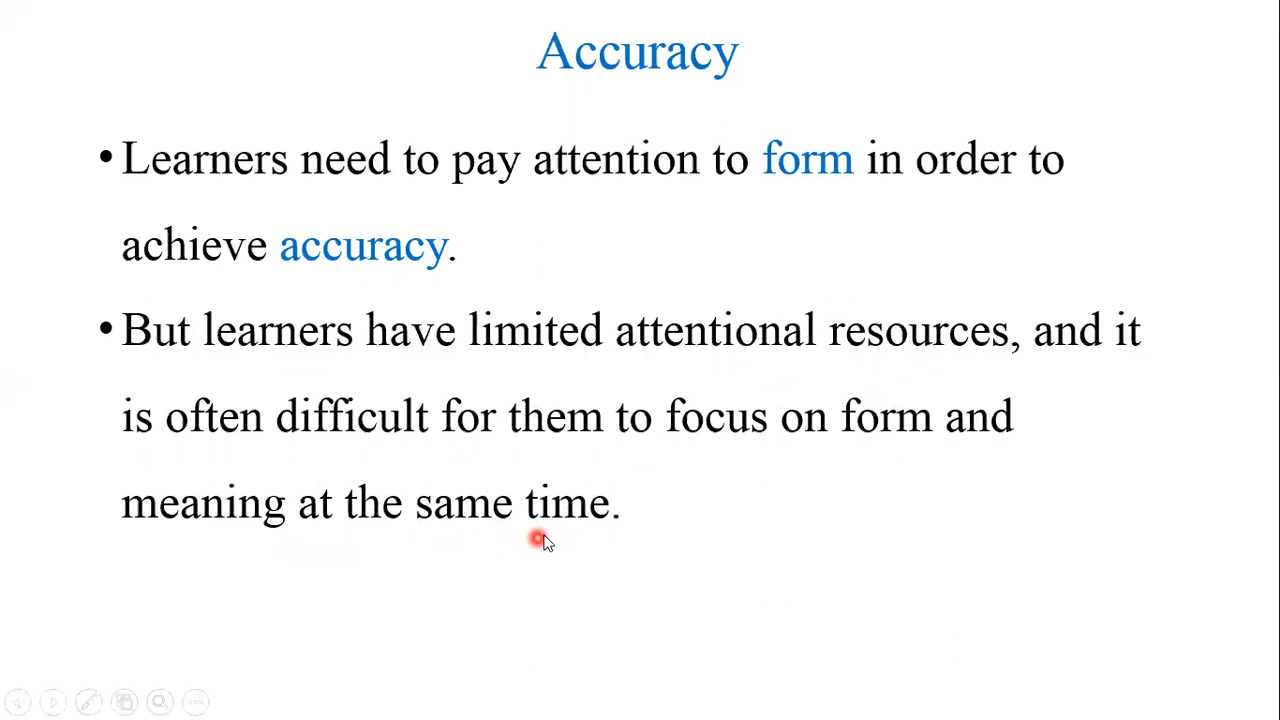 Accuracy
• Learners need to pay attention to form in order to
achieve accuracy.
• But learners have limited attentional resources, and it
is often difficult for them to focus on form and
meaning at the same time.